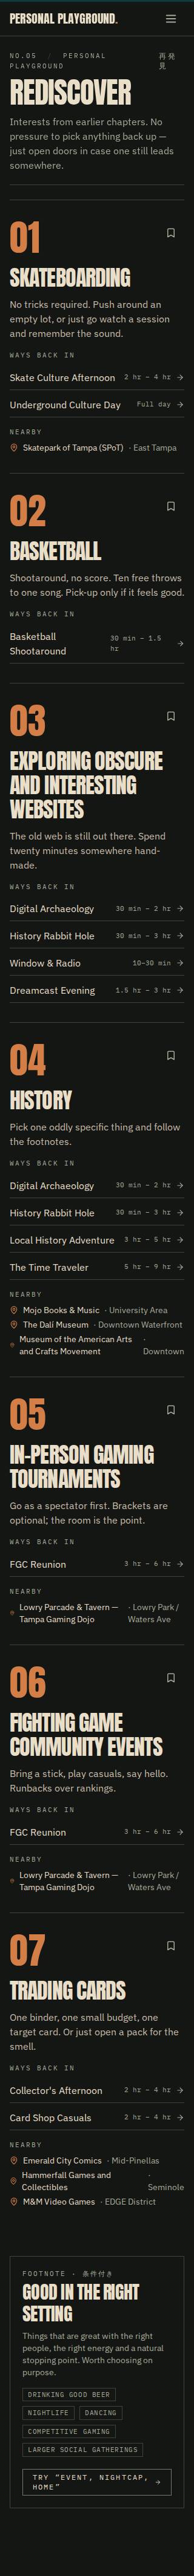 PERSONAL PLAYGROUND.
NO.05 / PERSONAL PLAYGROUND
再発見
REDISCOVER
Interests from earlier chapters. No
pressure to pick anything back up —
just open doors in case one still leads
somewhere.
01
SKATEBOARDING
No tricks required. Push around an
empty lot, or just go watch a session
and remember the sound.
WAYS BACK IN
Skate Culture Afternoon 2 hr – 4 hr →
Underground Culture Day Full day →
NEARBY
Skatepark of Tampa (SPoT) · East Tampa
02
BASKETBALL
Shootaround, no score. Ten free throws
to one song. Pick-up only if it feels good.
WAYS BACK IN
Basketball Shootaround 30 min – 1.5 hr →
03
EXPLORING OBSCURE
AND INTERESTING
WEBSITES
The old web is still out there. Spend
twenty minutes somewhere hand-
made.
WAYS BACK IN
Digital Archaeology 30 min – 2 hr →
History Rabbit Hole 30 min – 3 hr →
Window & Radio 10–30 min →
Dreamcast Evening 1.5 hr – 3 hr →
04
HISTORY
Pick one oddly specific thing and follow
the footnotes.
WAYS BACK IN
Digital Archaeology 30 min – 2 hr →
History Rabbit Hole 30 min – 3 hr →
Local History Adventure 3 hr – 5 hr →
The Time Traveler 5 hr – 9 hr →
NEARBY
Mojo Books & Music · University Area
The Dalí Museum · Downtown Waterfront
Museum of the American Arts
and Crafts Movement · Downtown
05
IN-PERSON GAMING
TOURNAMENTS
Go as a spectator first. Brackets are
optional; the room is the point.
WAYS BACK IN
FGC Reunion 3 hr – 6 hr →
NEARBY
Lowry Parcade & Tavern —
Tampa Gaming Dojo · Lowry Park / Waters Ave
06
FIGHTING GAME
COMMUNITY EVENTS
Bring a stick, play casuals, say hello.
Runbacks over rankings.
WAYS BACK IN
FGC Reunion 3 hr – 6 hr →
NEARBY
Lowry Parcade & Tavern —
Tampa Gaming Dojo · Lowry Park / Waters Ave
07
TRADING CARDS
One binder, one small budget, one
target card. Or just open a pack for the
smell.
WAYS BACK IN
Collector's Afternoon 2 hr – 4 hr →
Card Shop Casuals 2 hr – 4 hr →
NEARBY
Emerald City Comics · Mid-Pinellas
Hammerfall Games and
Collectibles · Seminole
M&M Video Games · EDGE District
FOOTNOTE · 条件付き
GOOD IN THE RIGHT
SETTING
Things that are great with the right
people, the right energy and a natural
stopping point. Worth choosing on
purpose.
DRINKING GOOD BEER
NIGHTLIFE DANCING
COMPETITIVE GAMING
LARGER SOCIAL GATHERINGS
TRY “EVENT, NIGHTCAP,
HOME” →